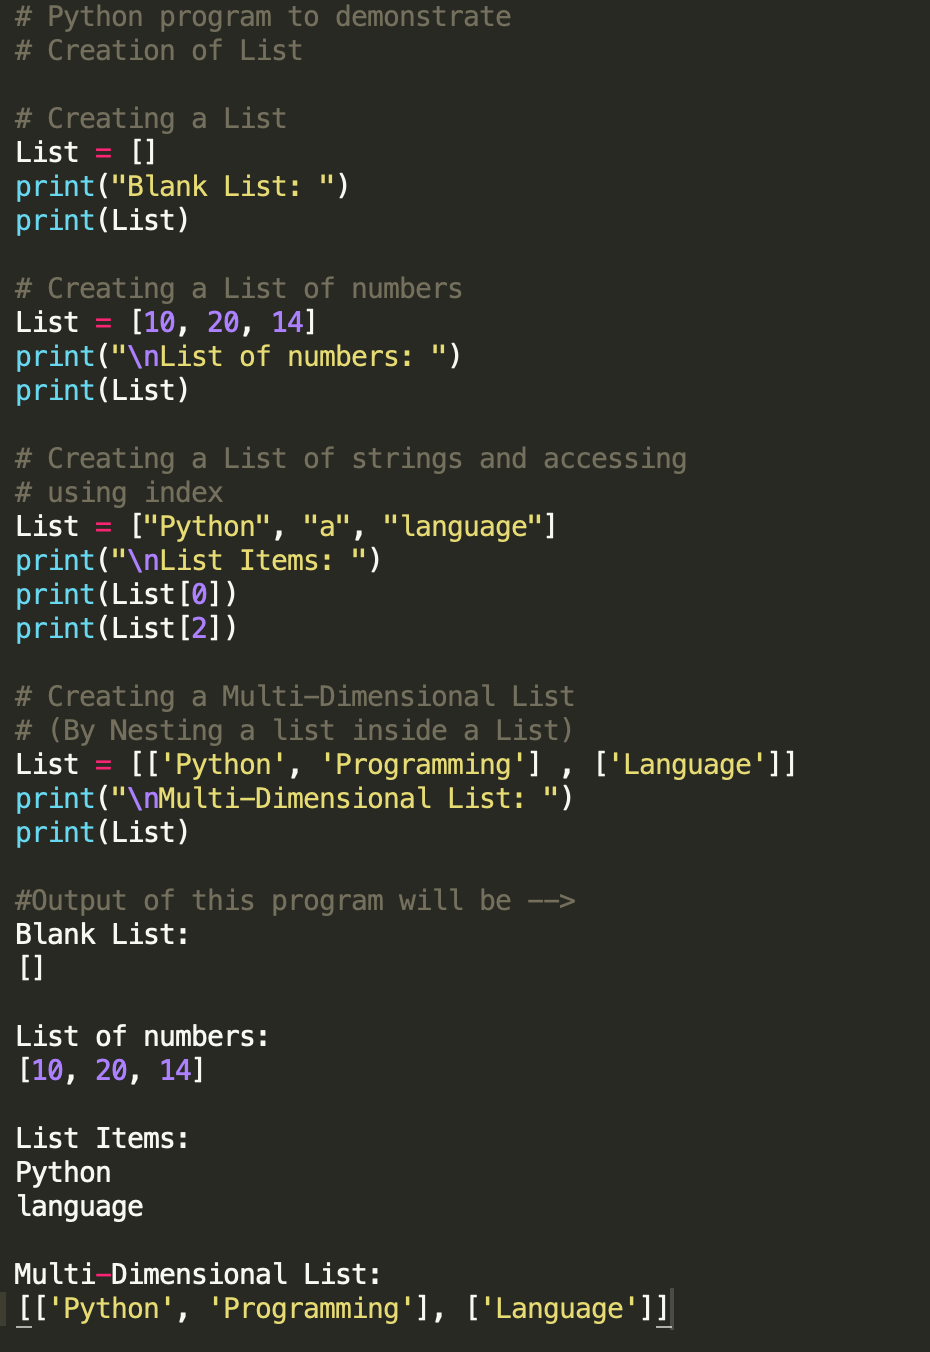 # Python program to demonstrate
# Creation of List

# Creating a List
List = []
print("Blank List: ")
print(List)

# Creating a List of numbers
List = [10, 20, 14]
print("\nList of numbers: ")
print(List)

# Creating a List of strings and accessing
# using index
List = ["Python", "a", "language"]
print("\nList Items: ")
print(List[0])
print(List[2])

# Creating a Multi-Dimensional List
# (By Nesting a list inside a List)
List = [['Python', 'Programming'] , ['Language']]
print("\nMulti-Dimensional List: ")
print(List)

#Output of this program will be -->
Blank List:
[]

List of numbers:
[10, 20, 14]

List Items:
Python
language

Multi-Dimensional List:
[['Python', 'Programming'], ['Language']]